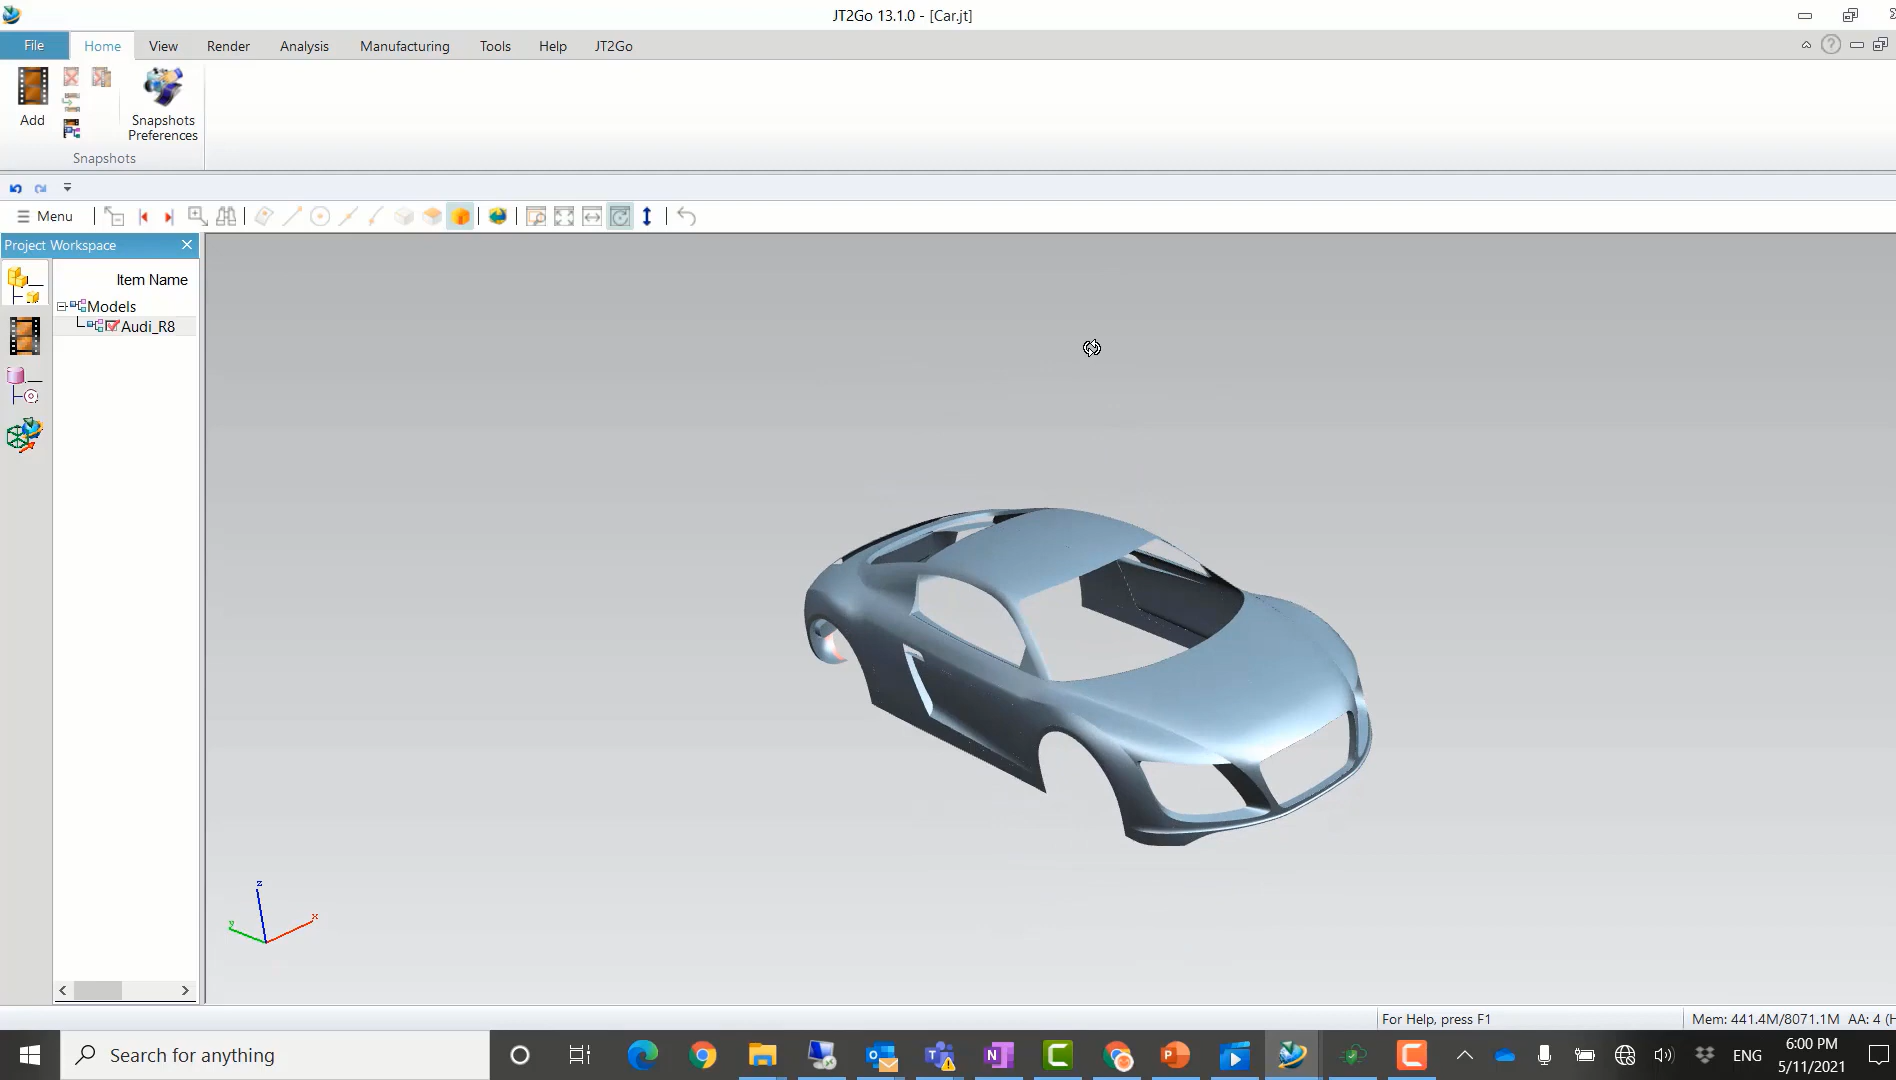 JT2Go 13.1.0 - [Car.jt]
File Home View Render Analysis Manufacturing Tools Help JT2Go
Add
Snapshots
Preferences
Snapshots
Menu
Project Workspace
Item Name
Models
Audi_R8
z
y
x
For Help, press F1
Mem: 441.4M/8071.1M AA: 4 (H
Search for anything
ENG
6:00 PM
5/11/2021